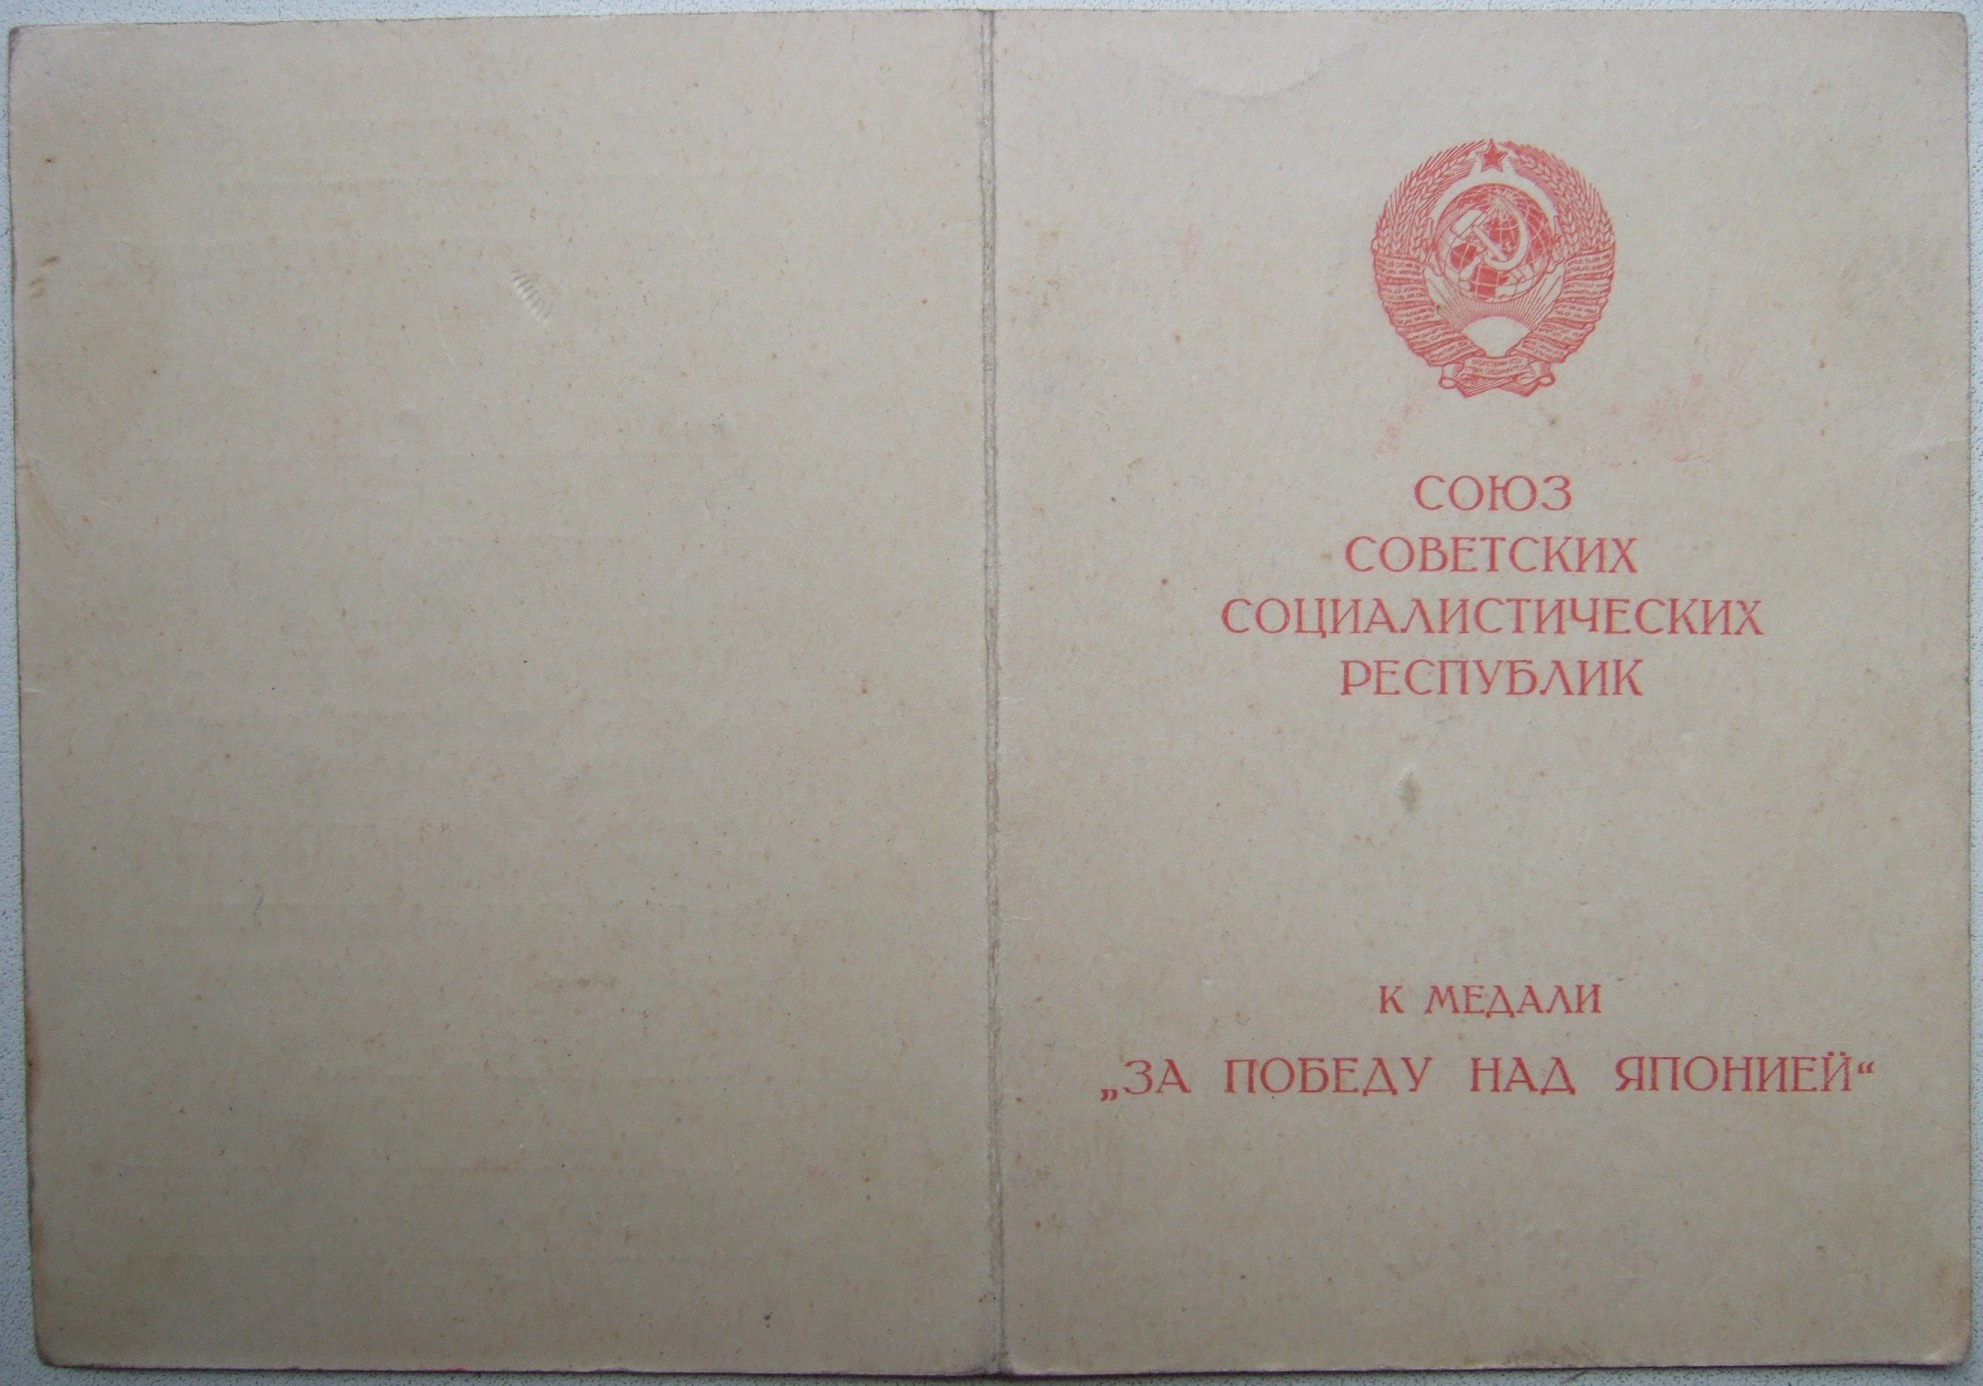 СОЮЗ
СОВЕТСКИХ
СОЦИАЛИСТИЧЕСКИХ
РЕСПУБЛИК
К МЕДАЛИ
„ЗА ПОБЕДУ НАД ЯПОНИЕЙ“